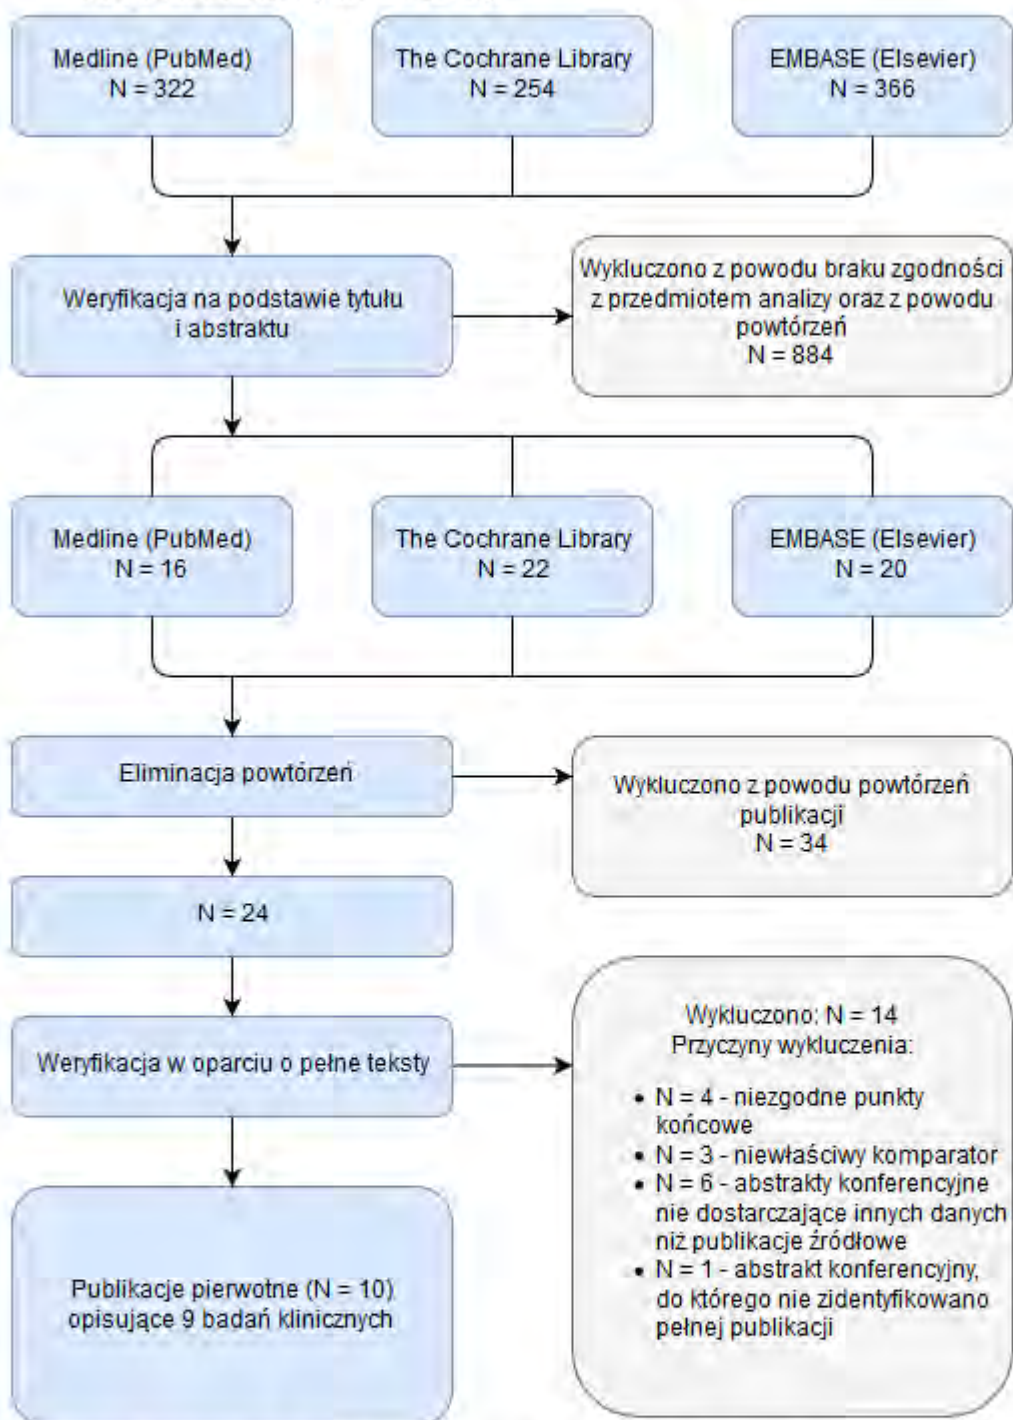 Medline (PubMed)
N = 322
The Cochrane Library
N = 254
EMBASE (Elsevier)
N = 366
Weryfikacja na podstawie tytułu
i abstraktu
Wykluczono z powodu braku zgodności
z przedmiotem analizy oraz z powodu
powtórzeń
N = 884
Medline (PubMed)
N = 16
The Cochrane Library
N = 22
EMBASE (Elsevier)
N = 20
Eliminacja powtórzeń
Wykluczono z powodu powtórzeń
publikacji
N = 34
N = 24
Weryfikacja w oparciu o pełne teksty
Wykluczono: N = 14
Przyczyny wykluczenia:
• N = 4 - niezgodne punkty
końcowe
• N = 3 - niewłaściwy komparator
• N = 6 - abstrakty konferencyjne
nie dostarczające innych danych
niż publikacje źródłowe
• N = 1 - abstrakt konferencyjny,
do którego nie zidentyfikowano
pełnej publikacji
Publikacje pierwotne (N = 10)
opisujące 9 badań klinicznych